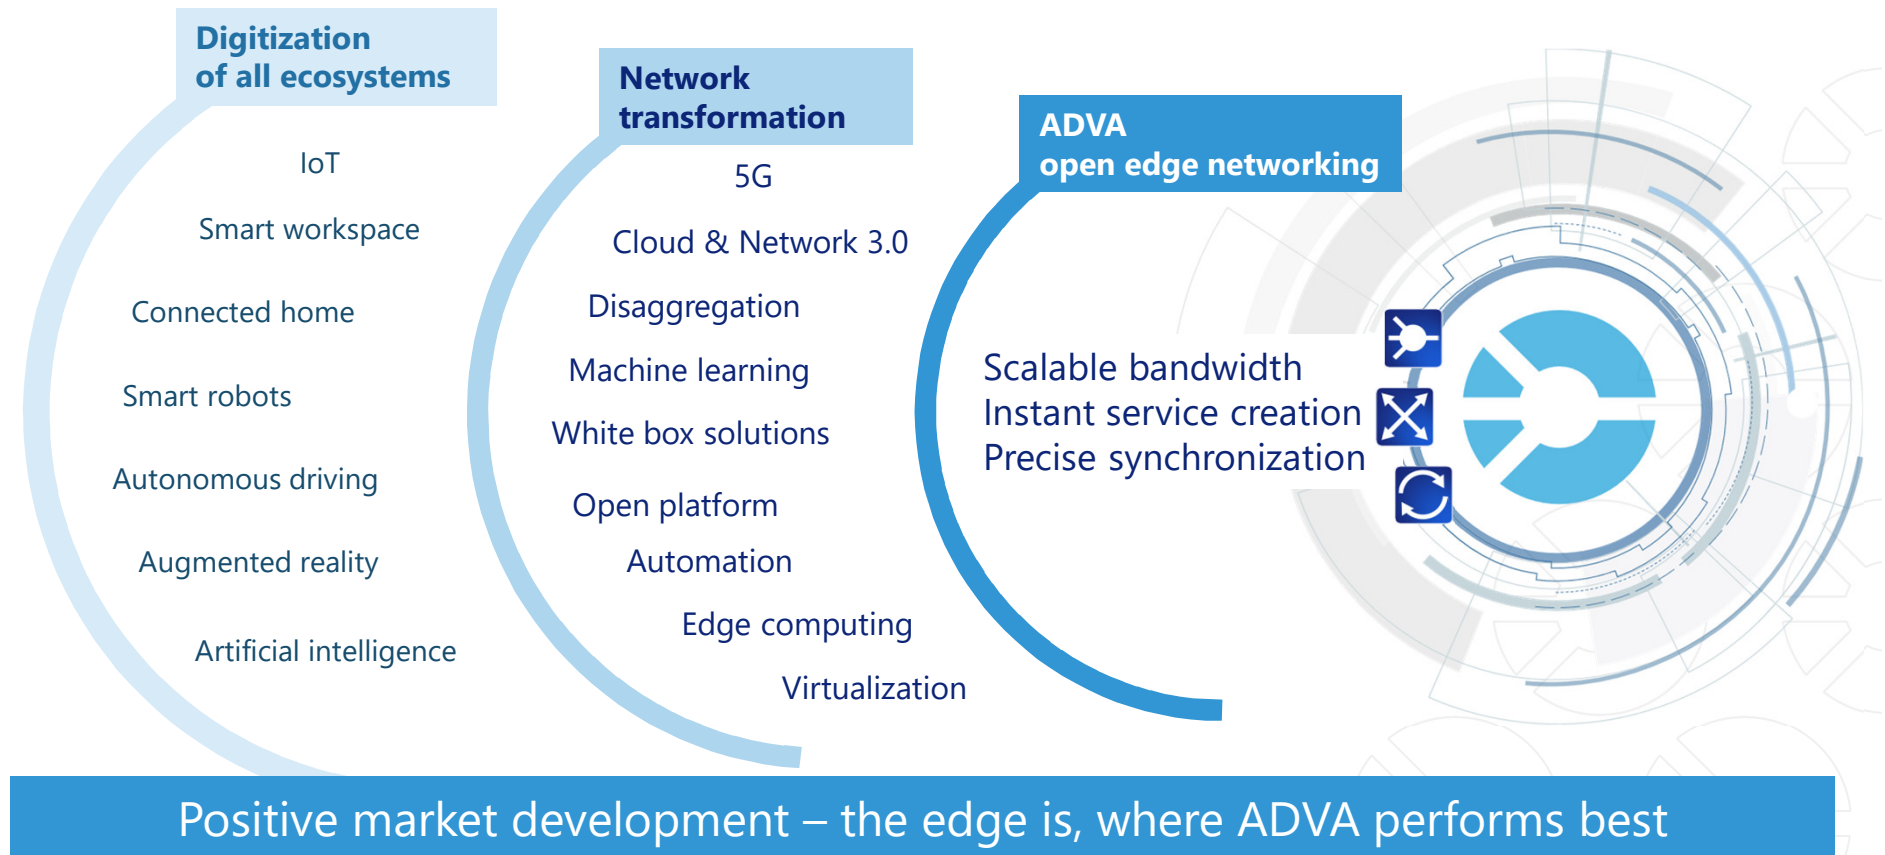 Digitization
of all ecosystems
IoT
Smart workspace
Connected home
Smart robots
Autonomous driving
Augmented reality
Artificial intelligence
Network
transformation
5G
Cloud & Network 3.0
Disaggregation
Machine learning
White box solutions
Open platform
Automation
Edge computing
Virtualization
ADVA
open edge networking
Scalable bandwidth
Instant service creation
Precise synchronization
Positive market development – the edge is, where ADVA performs best